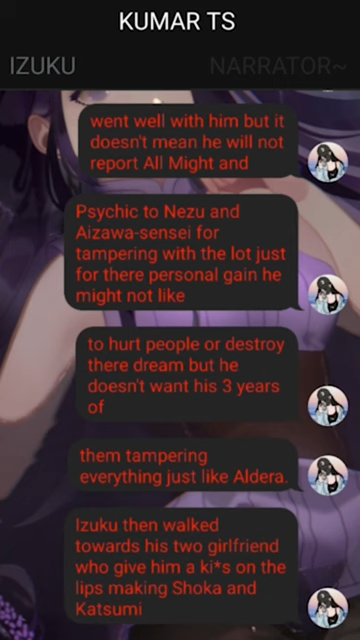 KUMAR TS
IZUKU
NARRATOR~
went well with him but it
doesn't mean he will not
report All Might and
Psychic to Nezu and
Aizawa-sensei for
tampering with the lot just
for there personal gain he
might not like
to hurt people or destroy
there dream but he
doesn't want his 3 years
of
them tampering
everything just like Aldera.
Izuku then walked
towards his two girlfriend
who give him a ki*s on the
lips making Shoka and
Katsumi